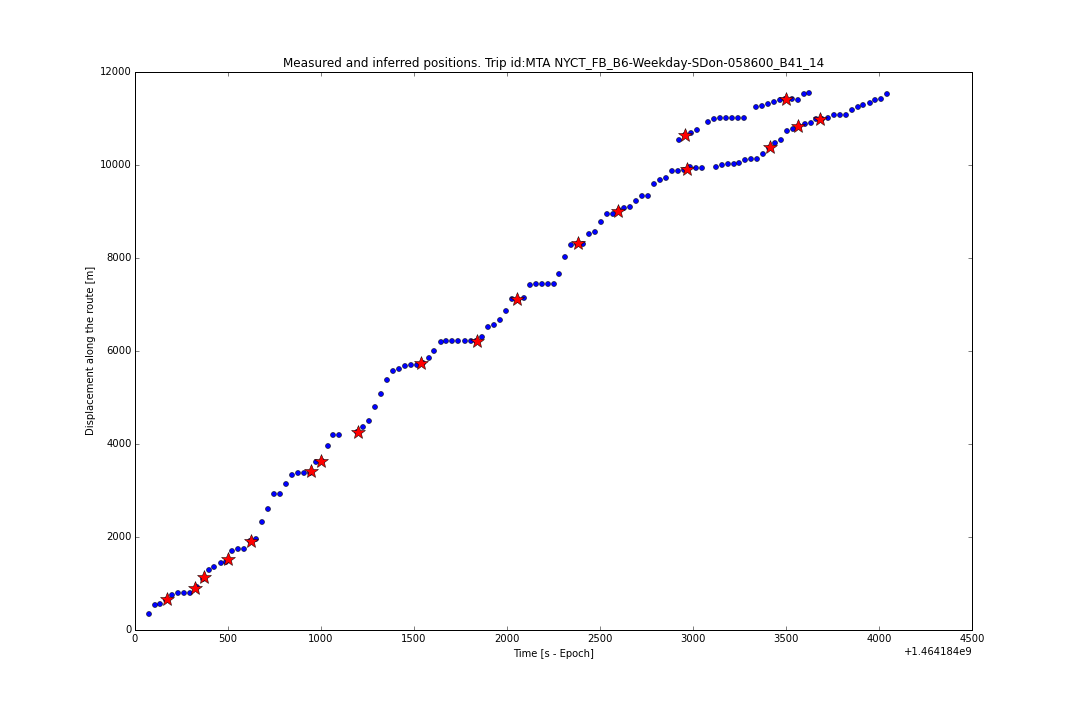 Measured and inferred positions. Trip id:MTA NYCT_FB_B6-Weekday-SDon-058600_B41_14
12000
10000
8000
6000
4000
2000
0
Displacement along the route [m]
0 500 1000 1500 2000 2500 3000 3500 4000 4500
Time [s - Epoch]
+1.464184e9